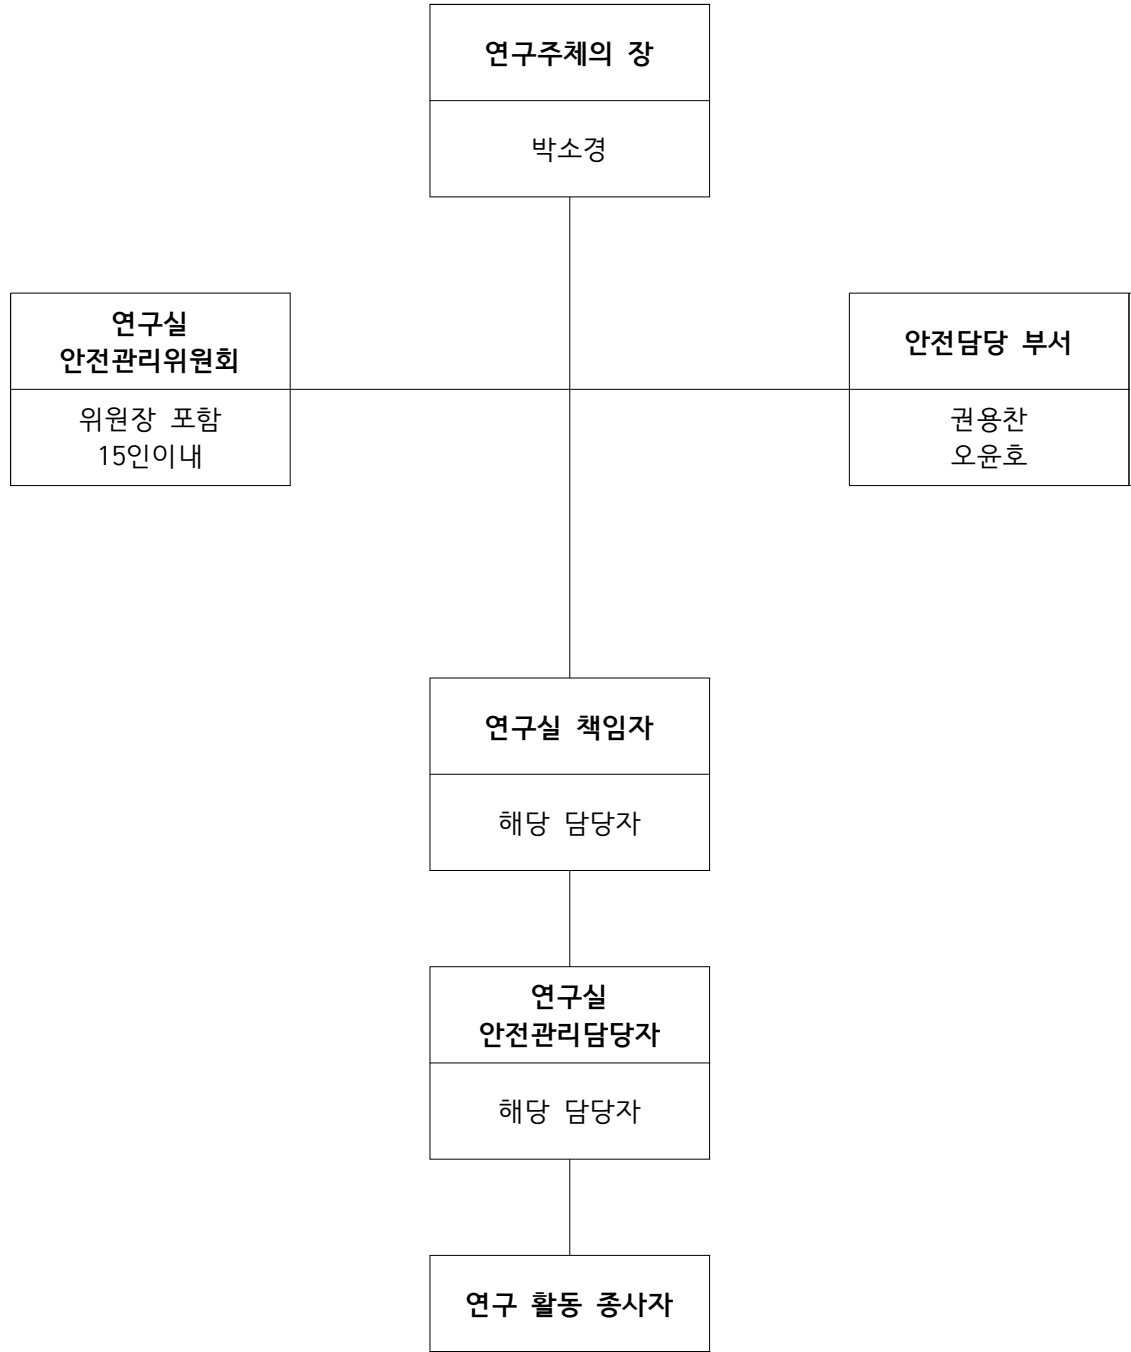 연구주체의 장
박소경
연구실
안전관리위원회
위원장 포함
15인이내
안전담당 부서
권용찬
오윤호
연구실 책임자
해당 담당자
연구실
안전관리담당자
해당 담당자
연구 활동 종사자